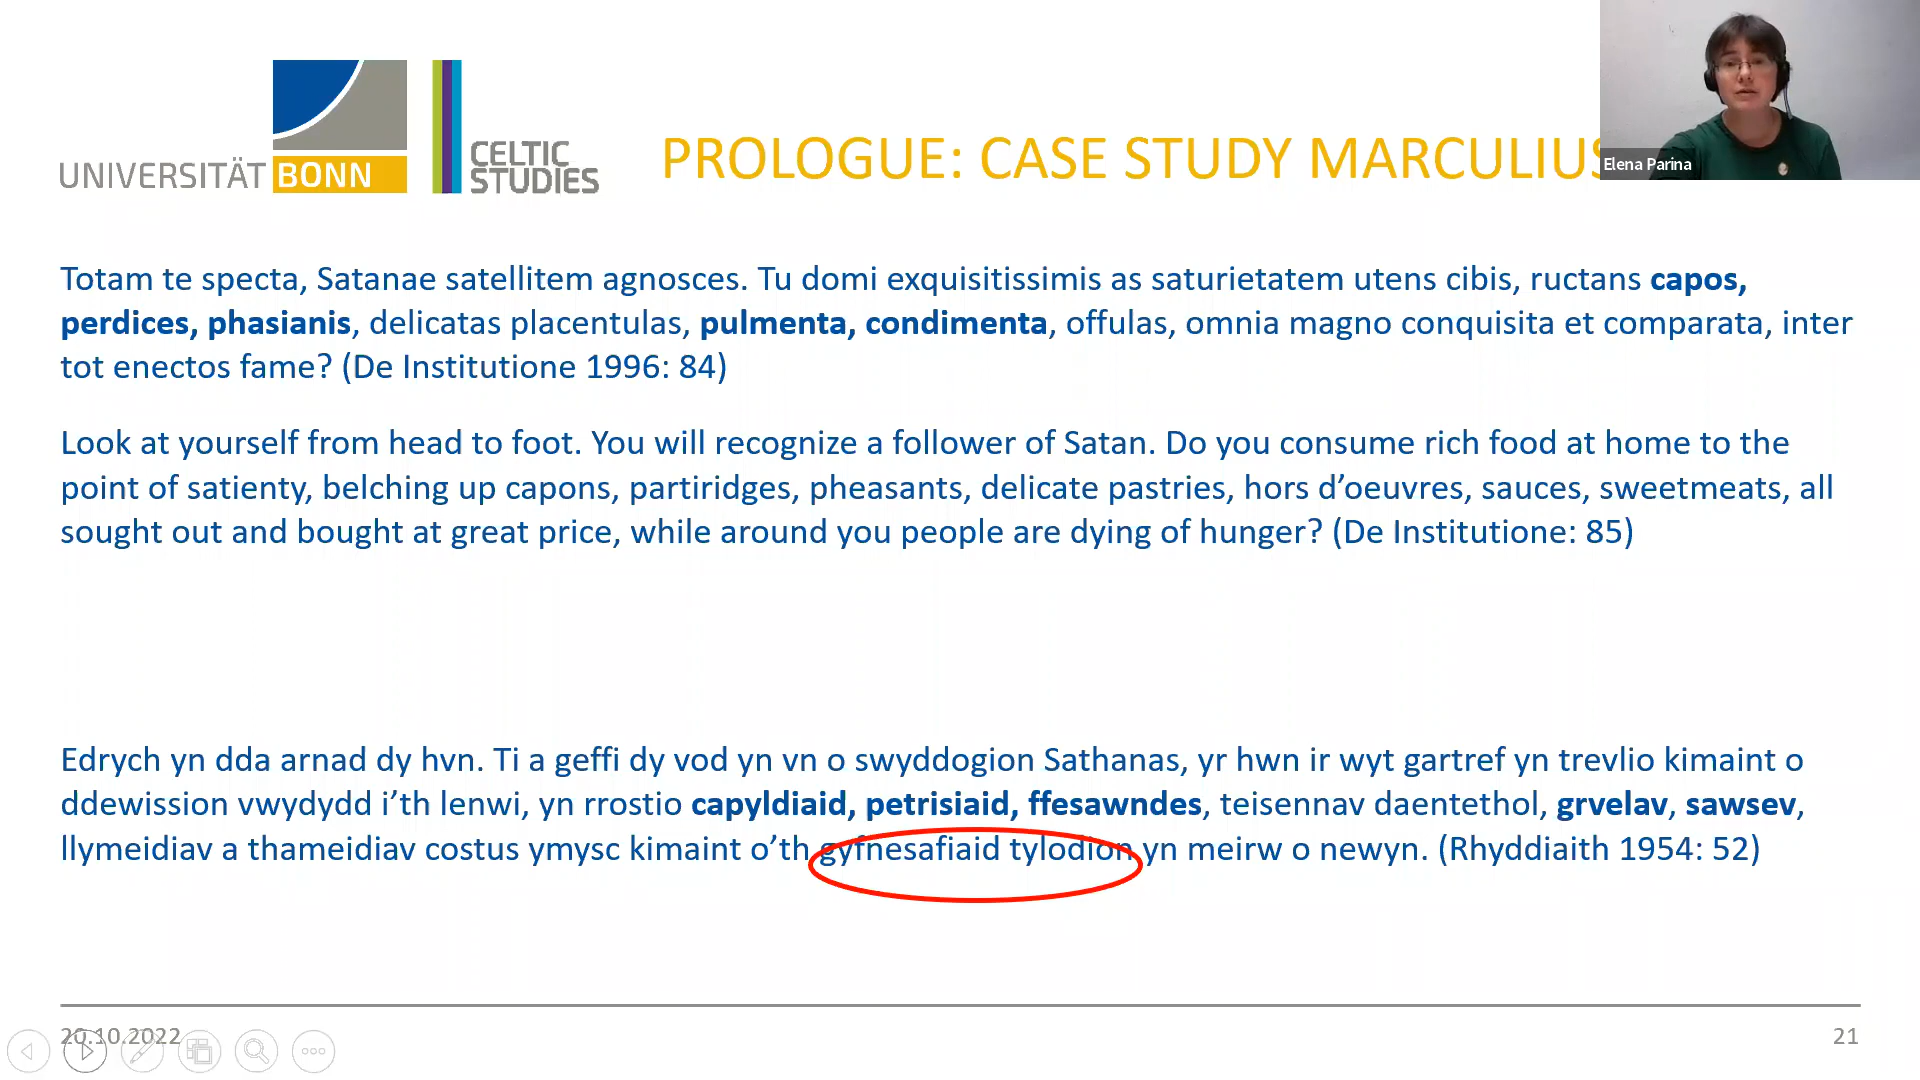 UNIVERSITÄT BONN
CELTIC
STUDIES
PROLOGUE: CASE STUDY MARCULIUS
Elena Parina
Totam te specta, Satanae satellitem agnosces. Tu domi exquisitissimis as saturietatem utens cibis, ructans capos,
perdices, phasianis, delicatas placentulas, pulmenta, condimenta, offulas, omnia magno conquisita et comparata, inter
tot enectos fame? (De Institutione 1996: 84)
Look at yourself from head to foot. You will recognize a follower of Satan. Do you consume rich food at home to the
point of satienty, belching up capons, partiridges, pheasants, delicate pastries, hors d’oeuvres, sauces, sweetmeats, all
sought out and bought at great price, while around you people are dying of hunger? (De Institutione: 85)
Edrych yn dda arnad dy hvn. Ti a geffi dy vod yn vn o swyddogion Sathanas, yr hwn ir wyt gartref yn trevlio kimaint o
ddewission vwydydd i’th lenwi, yn rrostio capyldiaid, petrisiaid, ffesawndes, teisennav daentethol, grvelav, sawsev,
llymeidiav a thameidiav costus ymysc kimaint o’th gyfnesafiaid tylodion yn meirw o newyn. (Rhyddiaith 1954: 52)
20.10.2022
21